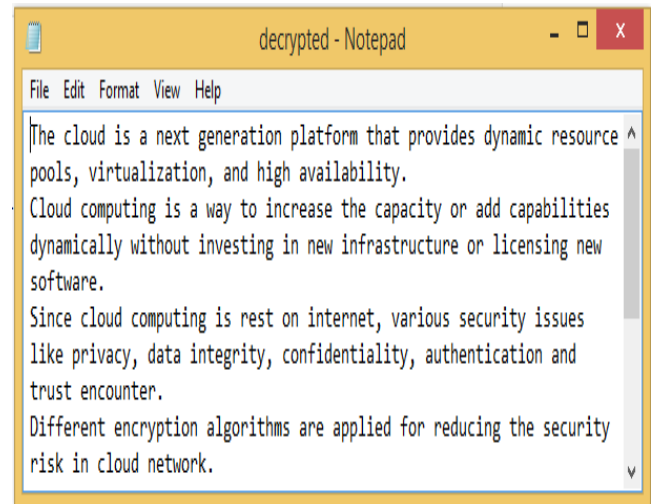 decrypted - Notepad
File Edit Format View Help
The cloud is a next generation platform that provides dynamic resource
pools, virtualization, and high availability.
Cloud computing is a way to increase the capacity or add capabilities
dynamically without investing in new infrastructure or licensing new
software.
Since cloud computing is rest on internet, various security issues
like privacy, data integrity, confidentiality, authentication and
trust encounter.
Different encryption algorithms are applied for reducing the security
risk in cloud network.